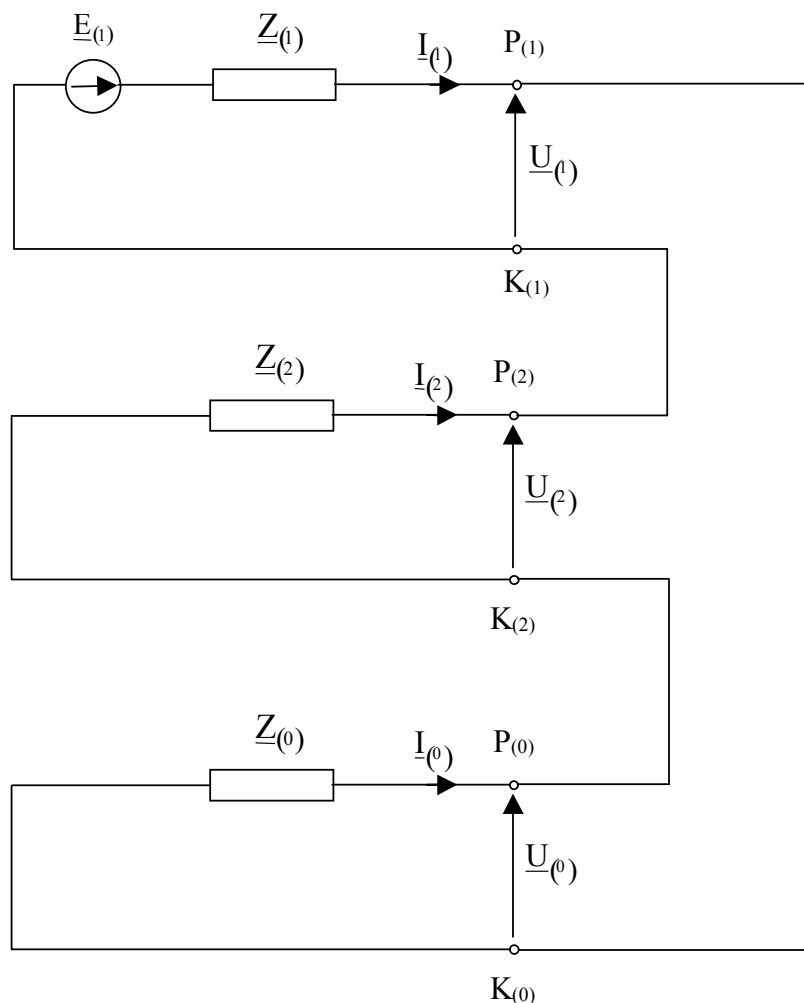 E(1) Z(1) I(1) P(1)
U(1)
K(1)
Z(2) I(2) P(2)
U(2)
K(2)
Z(0) I(0) P(0)
U(0)
K(0)